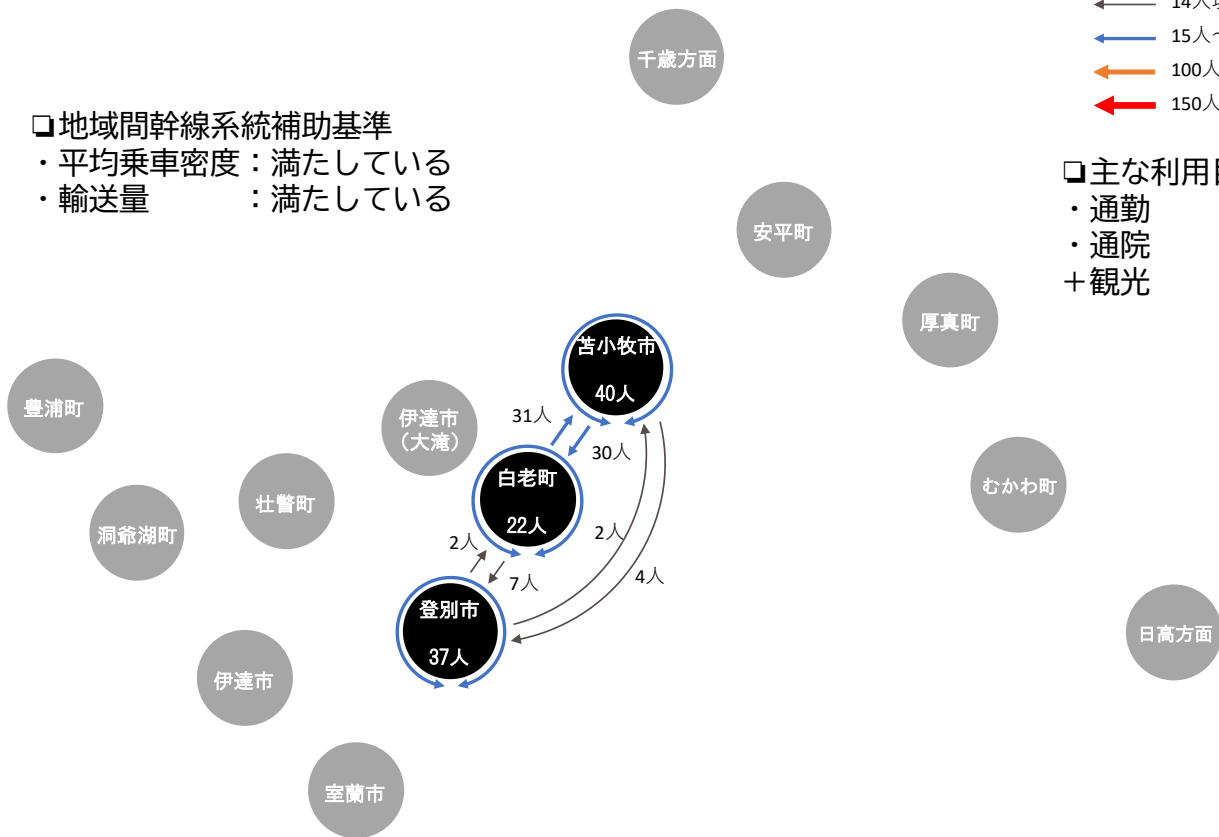 14人
15人~
100人
150人
千歳方面
❑地域間幹線系統補助基準
・平均乗車密度：満たしている
・輸送量　　　：満たしている
❑主な利用
・通勤
・通院
＋観光
安平町
厚真町
苫小牧市
40人
豊浦町
伊達市
（大滝）
31人
30人
白老町
22人
むかわ町
壮瞥町
洞爺湖町
2人
7人
2人
4人
登別市
37人
日高方面
伊達市
室蘭市